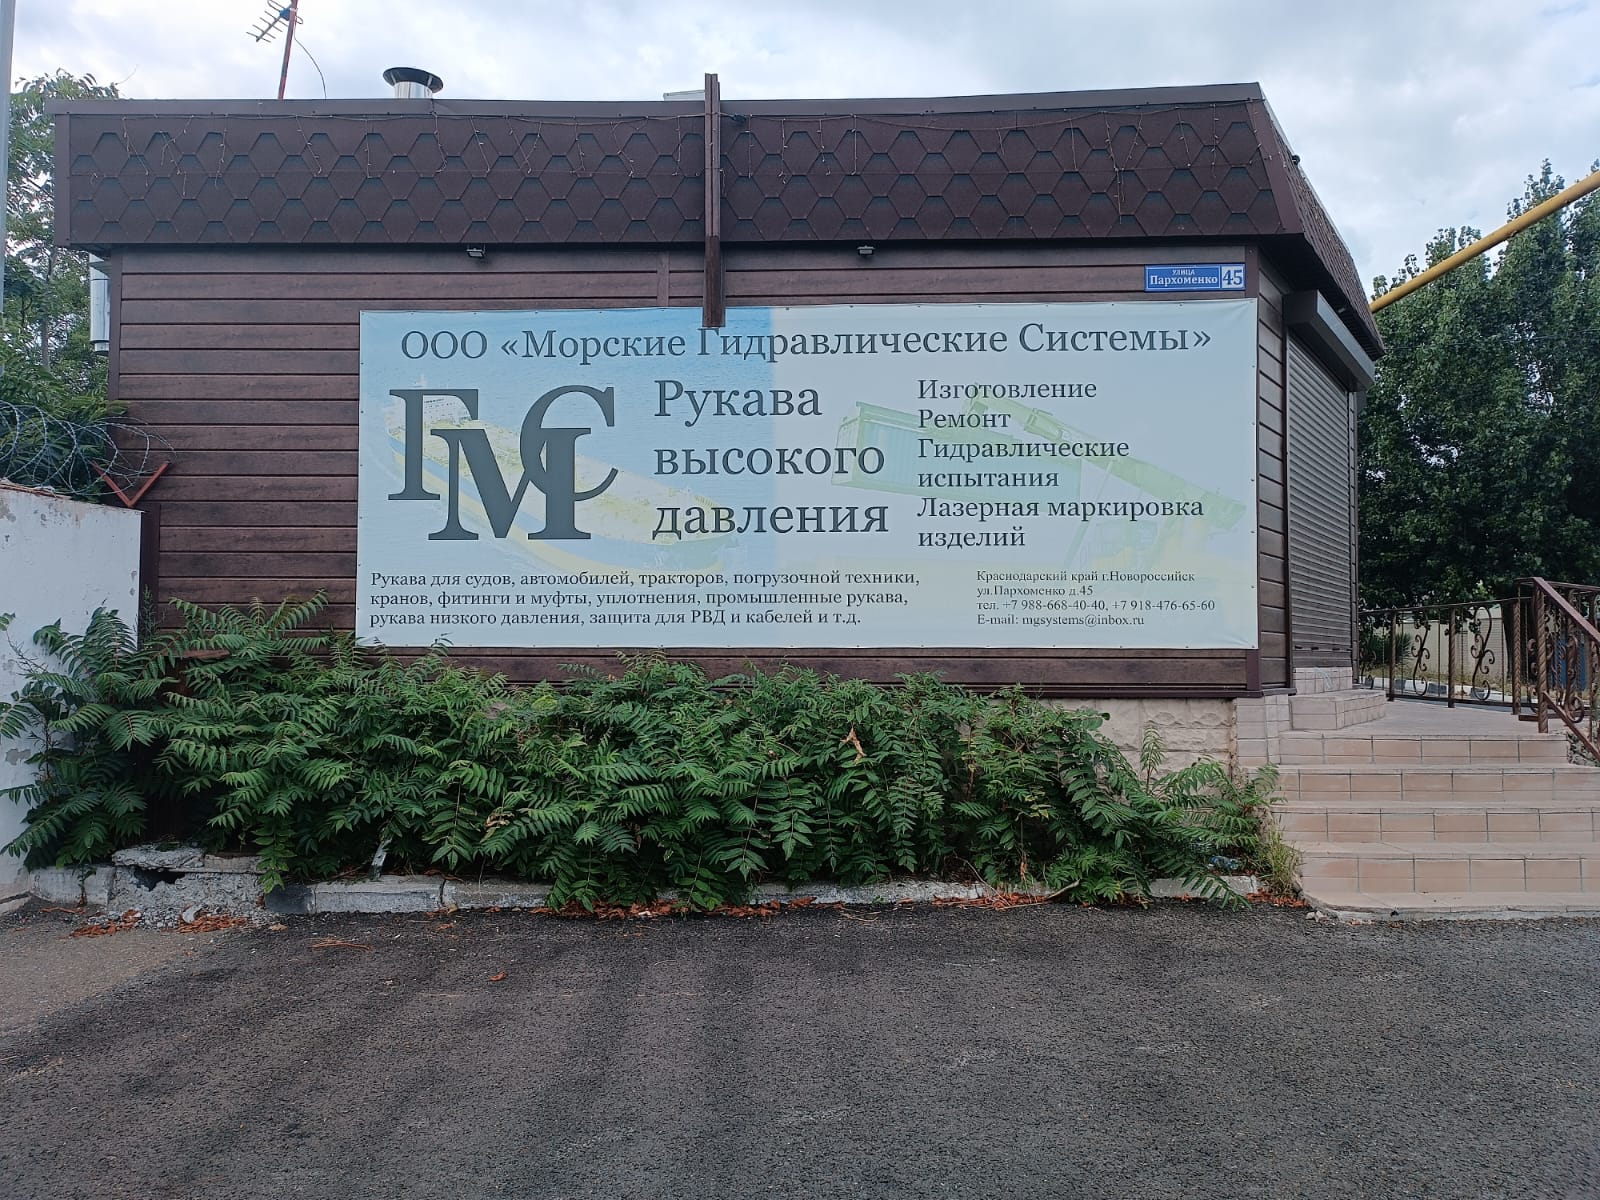 УЛИЦА
Пархоменко 45
ООО «Морские Гидравлические Системы»
ГМС
Рукава
высокого
давления
Изготовление
Ремонт
Гидравлические
испытания
Лазерная маркировка
изделий
Рукава для судов, автомобилей, тракторов, погрузочной техники,
кранов, фитинги и муфты, уплотнения, промышленные рукава,
рукава низкого давления, защита для РВД и кабелей и т.д.
Краснодарский край г.Новороссийск
ул.Пархоменко д.45
тел. +7 988-668-40-40, +7 918-476-65-60
E-mail: mgsystems@inbox.ru